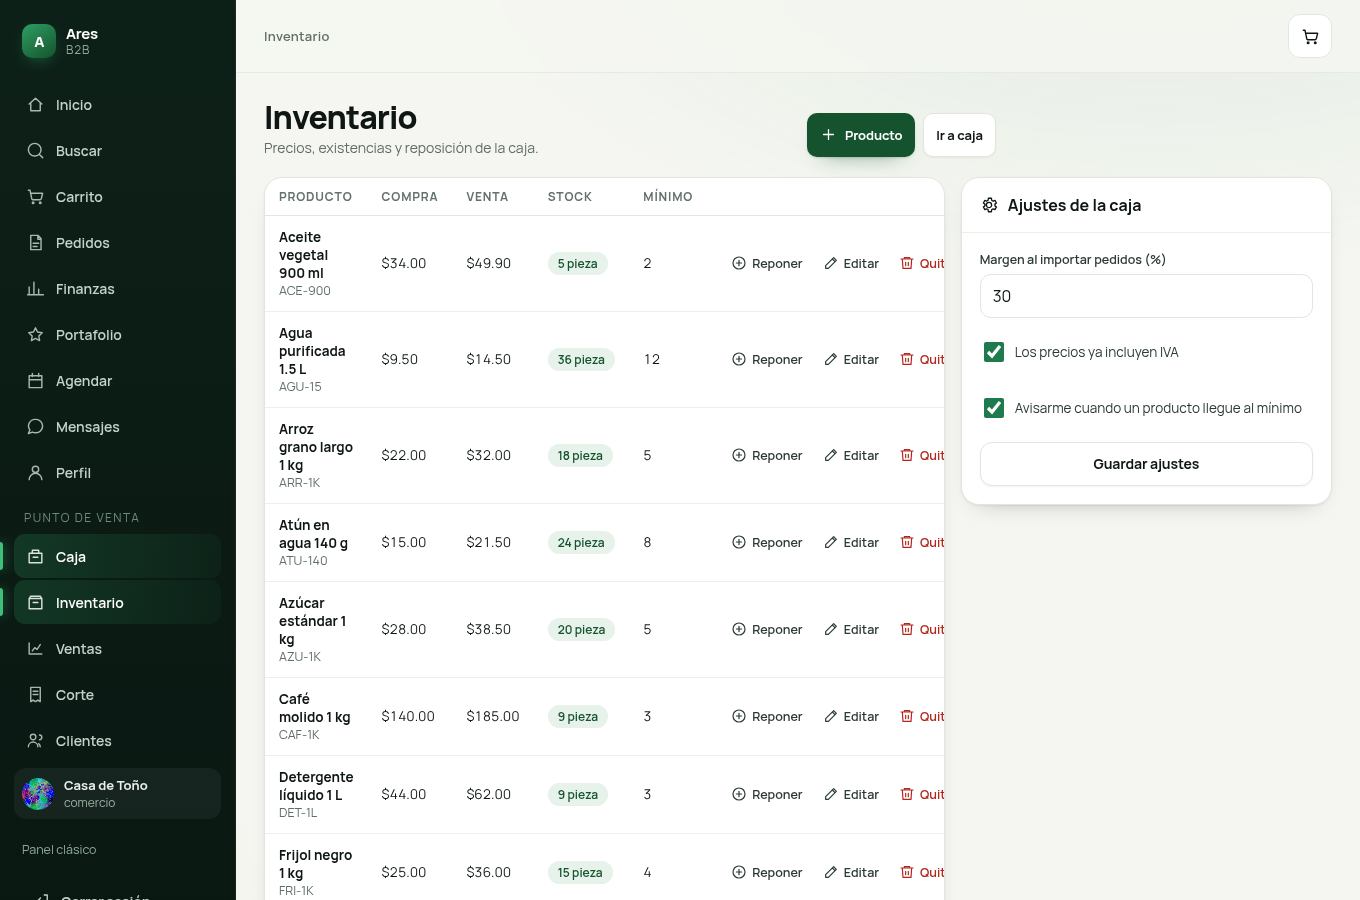 A
Ares
B2B
Inicio
Buscar
Carrito
Pedidos
Finanzas
Portafolio
Agendar
Mensajes
Perfil
PUNTO DE VENTA
Caja
Inventario
Ventas
Corte
Clientes
Casa de Toño
comercio
Panel clásico
Cerrar sesión
Inventario
Inventario
Precios, existencias y reposición de la caja.
Producto
Ir a caja
PRODUCTO COMPRA VENTA STOCK MÍNIMO
Aceite
vegetal
900 ml
ACE-900
$34.00 $49.90 5 pieza 2 Reponer Editar Quit
Agua
purificada
1.5 L
AGU-15
$9.50 $14.50 36 pieza 12 Reponer Editar Quit
Arroz
grano largo
1 kg
ARR-1K
$22.00 $32.00 18 pieza 5 Reponer Editar Quit
Atún en
agua 140 g
ATU-140
$15.00 $21.50 24 pieza 8 Reponer Editar Quit
Azúcar
estándar 1
kg
AZU-1K
$28.00 $38.50 20 pieza 5 Reponer Editar Quit
Café
molido 1 kg
CAF-1K
$140.00 $185.00 9 pieza 3 Reponer Editar Quit
Detergente
líquido 1 L
DET-1L
$44.00 $62.00 9 pieza 3 Reponer Editar Quit
Frijol negro
1 kg
FRI-1K
$25.00 $36.00 15 pieza 4 Reponer Editar Quit
Ajustes de la caja
Margen al importar pedidos (%)
30
Los precios ya incluyen IVA
Avisarme cuando un producto llegue al mínimo
Guardar ajustes